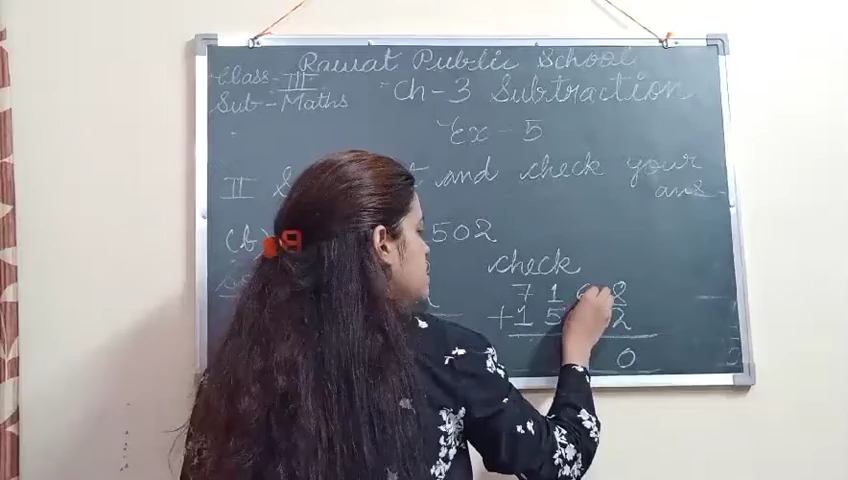 Rawat Public School
Class - III
Ch - 3 Subtraction
Sub - Maths
Ex - 5
II and check your
ans
(b) 502
check
7 1 8
+ 1 5 2
0